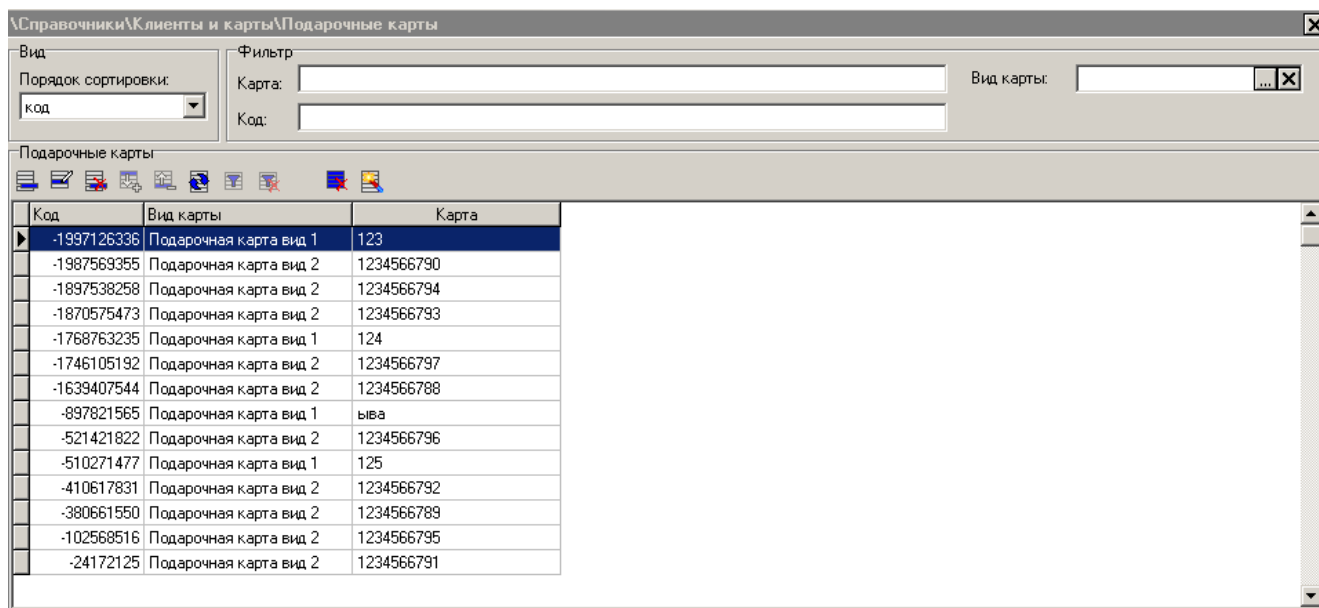 \Справочники\Клиенты и карты\Подарочные карты
Вид
Порядок сортировки:
код
Фильтр
Карта:
Вид карты:
...
Код:
Подарочные карты
Код Вид карты Карта
-1997126336 Подарочная карта вид 1 123
-1987569355 Подарочная карта вид 2 1234566790
-1897538258 Подарочная карта вид 2 1234566794
-1870575473 Подарочная карта вид 2 1234566793
-1768763235 Подарочная карта вид 1 124
-1746105192 Подарочная карта вид 2 1234566797
-1639407544 Подарочная карта вид 2 1234566788
-897821565 Подарочная карта вид 1 ыва
-521421822 Подарочная карта вид 2 1234566796
-510271477 Подарочная карта вид 1 125
-410617831 Подарочная карта вид 2 1234566792
-380661550 Подарочная карта вид 2 1234566789
-102568516 Подарочная карта вид 2 1234566795
-24172125 Подарочная карта вид 2 1234566791